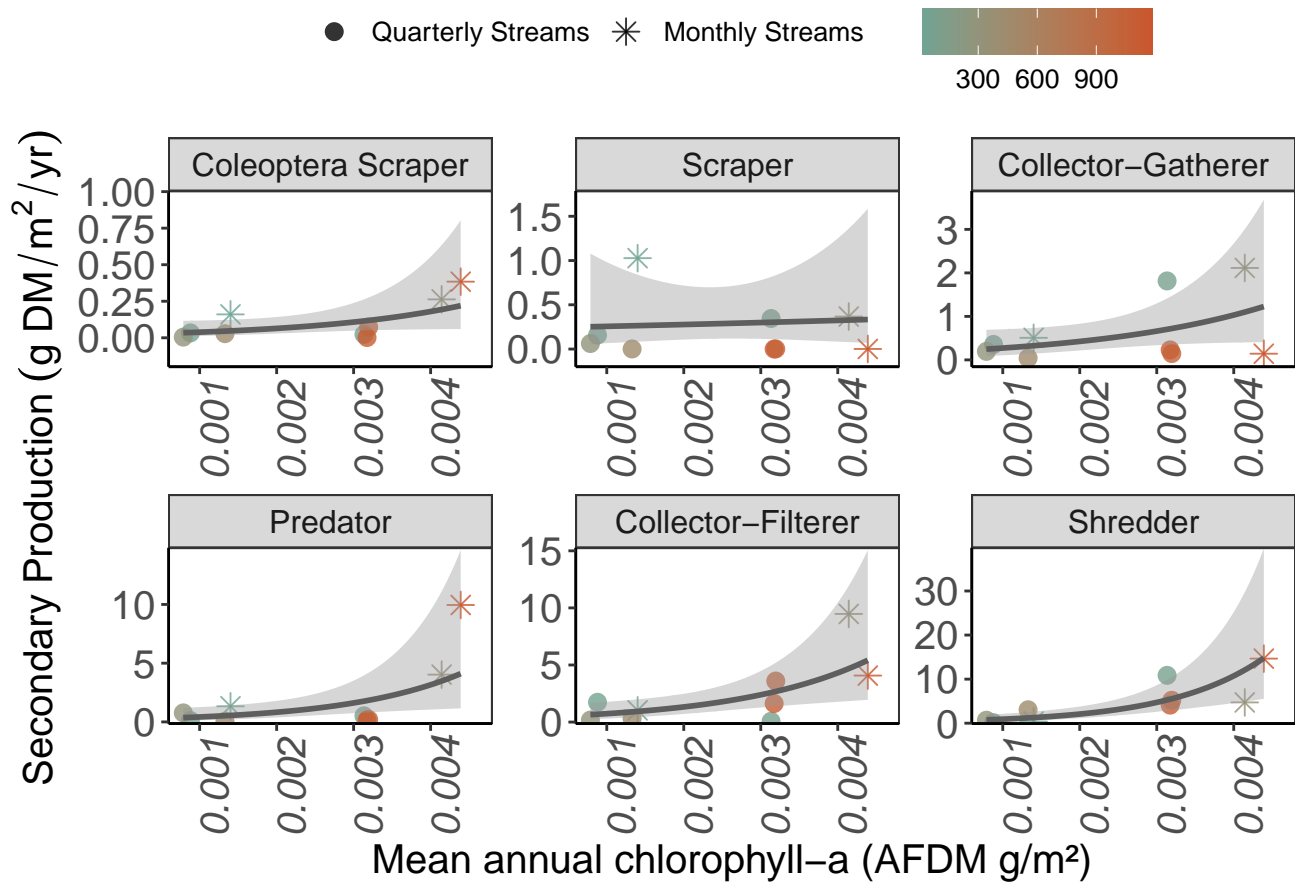 Quarterly Streams Monthly Streams
300 600 900
Secondary Production (g DM/m²/yr)
Coleoptera Scraper
1.00
0.75
0.50
0.25
0.00
0.001 0.002 0.003 0.004
Scraper
1.5
1.0
0.5
0.0
0.001 0.002 0.003 0.004
Collector−Gatherer
3
2
1
0
0.001 0.002 0.003 0.004
Predator
10
5
0
0.001 0.002 0.003 0.004
Collector−Filterer
15
10
5
0
0.001 0.002 0.003 0.004
Shredder
30
20
10
0
0.001 0.002 0.003 0.004
Mean annual chlorophyll−a (AFDM g/m²)